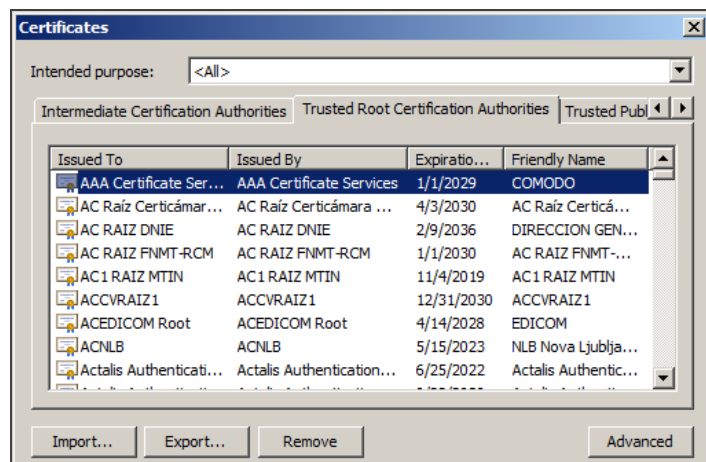 Certificates
Intended purpose: <All>
Intermediate Certification Authorities Trusted Root Certification Authorities Trusted Publ
Issued To Issued By Expiratio... Friendly Name
AAA Certificate Ser... AAA Certificate Services 1/1/2029 COMODO
AC Raíz Certicámar... AC Raíz Certicámara ... 4/3/2030 AC Raíz Certicá...
AC RAIZ DNIE AC RAIZ DNIE 2/9/2036 DIRECCION GEN...
AC RAIZ FNMT-RCM AC RAIZ FNMT-RCM 1/1/2030 AC RAIZ FNMT-...
AC1 RAIZ MTIN AC1 RAIZ MTIN 11/4/2019 AC1 RAIZ MTIN
ACCVRAIZ1 ACCVRAIZ1 12/31/2030 ACCVRAIZ1
ACEDICOM Root ACEDICOM Root 4/14/2028 EDICOM
ACNLB ACNLB 5/15/2023 NLB Nova Ljublja...
Actalis Authenticati... Actalis Authentication... 6/25/2022 Actalis Authentic...
Import... Export... Remove Advanced